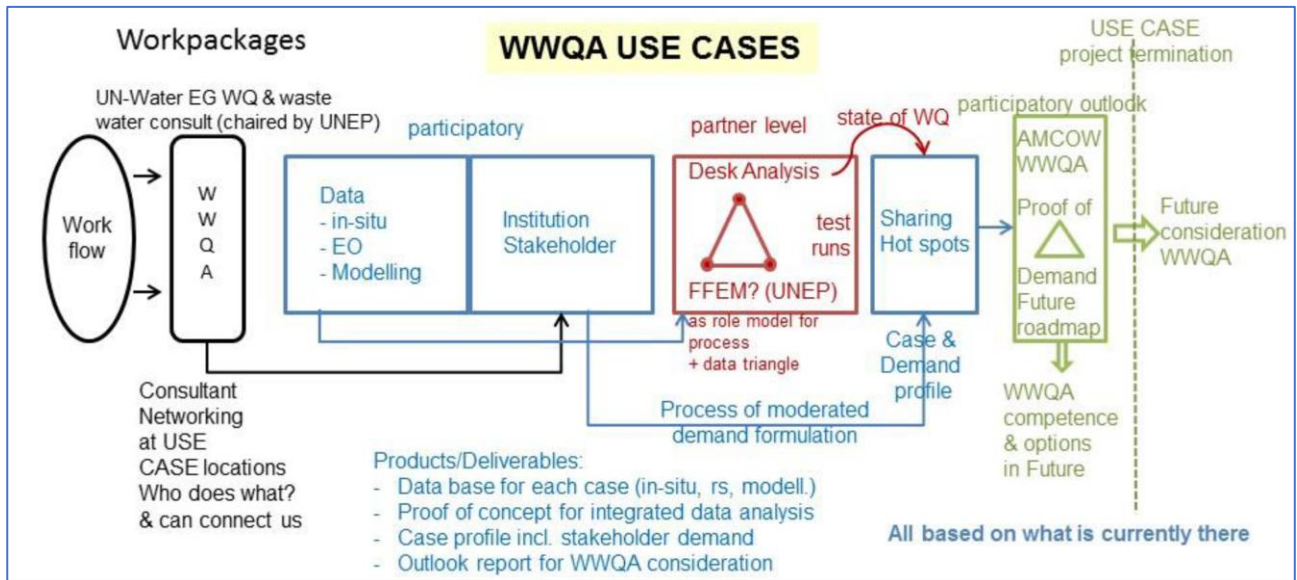 Workpackages
WWQA USE CASES
USE CASE
project termination
UN-Water EG WQ & waste
water consult (chaired by UNEP)
participatory
partner level
state of WQ
participatory outlook
Work
flow
W
W
Q
A
Data
- in-situ
- EO
- Modelling
Institution
Stakeholder
Desk Analysis
test
runs
FFEM? (UNEP)
as role model for
process
+ data triangle
Sharing
Hot spots
Case &
Demand
profile
AMCOW
WWQA
Proof of
Demand
Future
roadmap
Future
consideration
WWQA
WWQA
competence
& options
in Future
Consultant
Networking
at USE
CASE locations
Who does what?
& can connect us
Process of moderated
demand formulation
Products/Deliverables:
- Data base for each case (in-situ, rs, modell.)
- Proof of concept for integrated data analysis
- Case profile incl. stakeholder demand
- Outlook report for WWQA consideration
All based on what is currently there